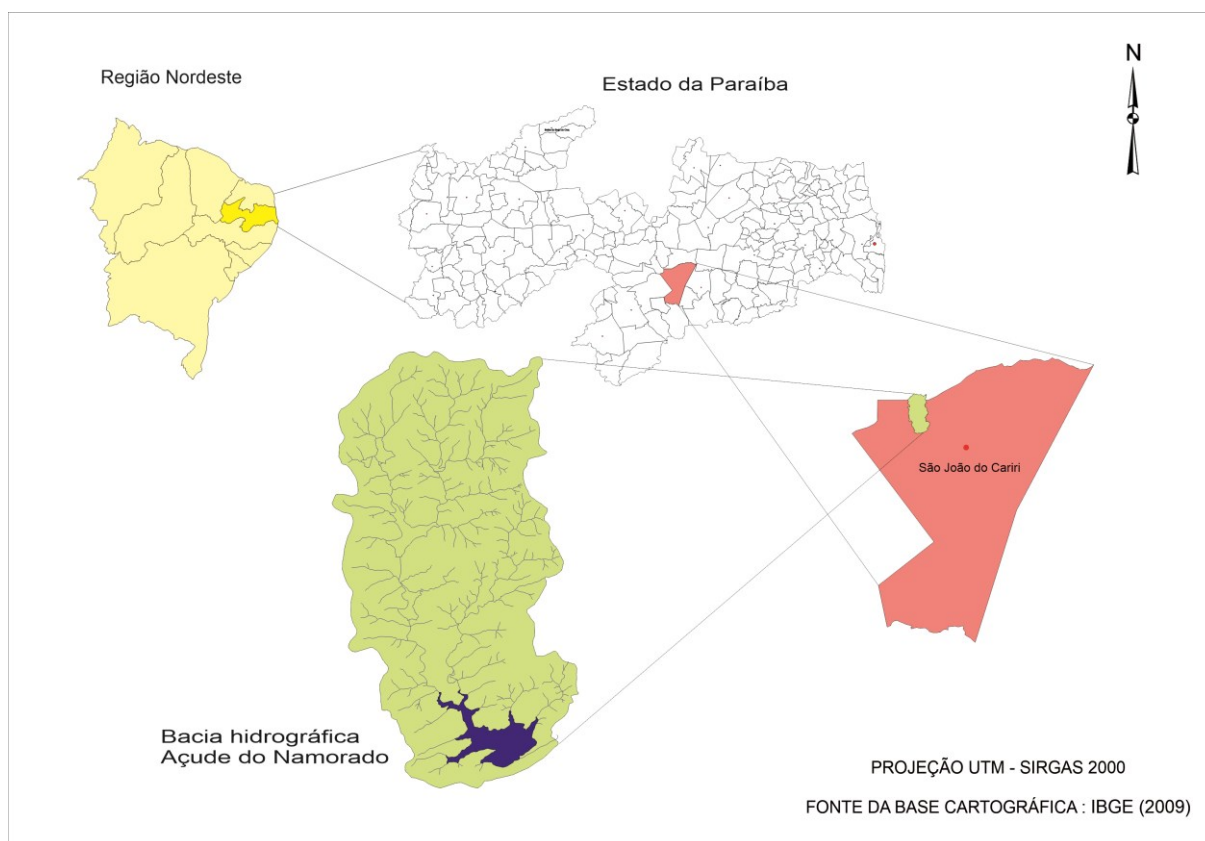 N
Região Nordeste
Estado da Paraíba
São João do Cariri
Bacia hidrográfica
Açude do Namorado
PROJEÇÃO UTM - SIRGAS 2000
FONTE DA BASE CARTOGRÁFICA : IBGE (2009)